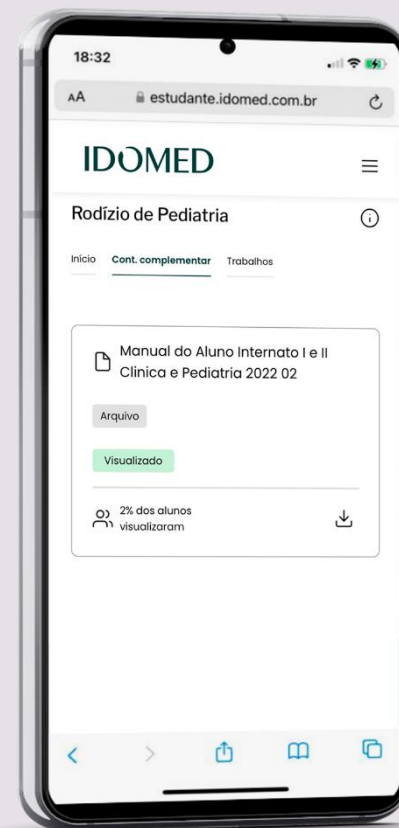 18:32
AA estudante.idomed.com.br
IDOMED
Rodízio de Pediatria
Início Cont. complementar Trabalhos
Manual do Aluno Internato I e II
Clinica e Pediatria 2022 02
Arquivo
Visualizado
2% dos alunos
visualizaram